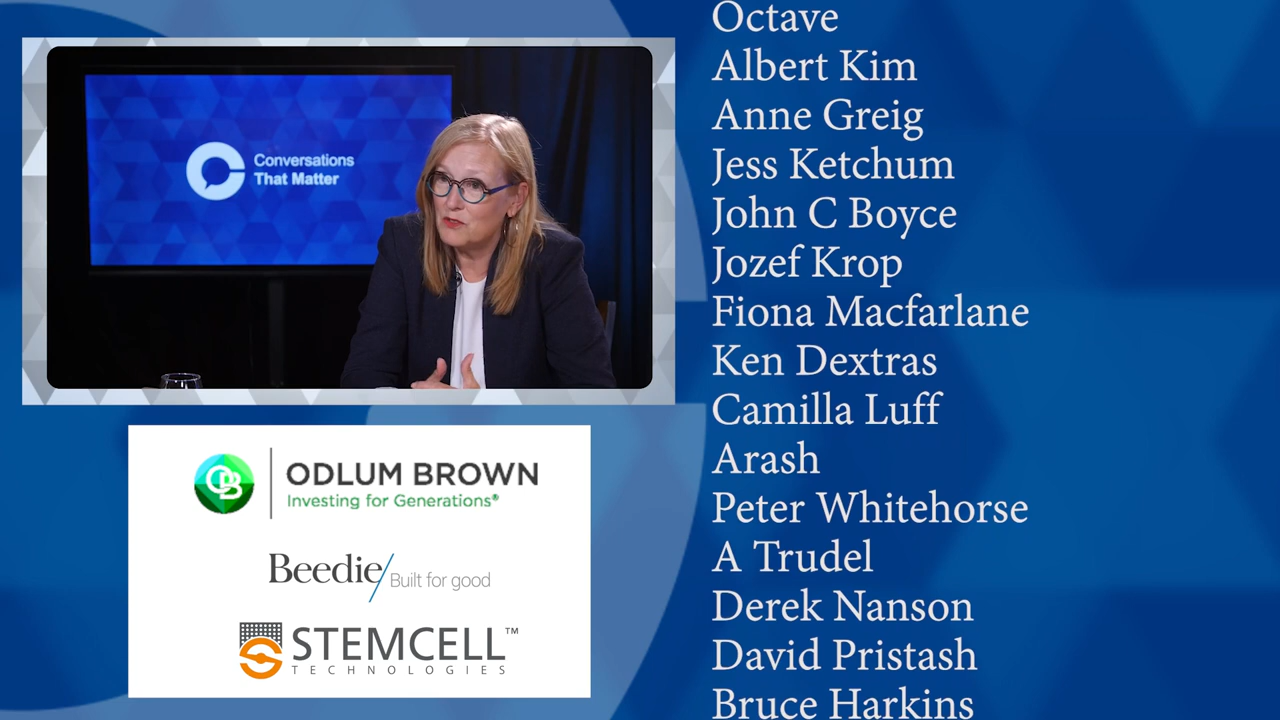 Conversations
That Matter
OB
ODLUM BROWN
Investing for Generations®
Beedie/ Built for good
STEMCELL™
TECHNOLOGIES
Octave
Albert Kim
Anne Greig
Jess Ketchum
John C Boyce
Jozef Krop
Fiona Macfarlane
Ken Dextras
Camilla Luff
Arash
Peter Whitehorse
A Trudel
Derek Nanson
David Pristash
Bruce Harkins